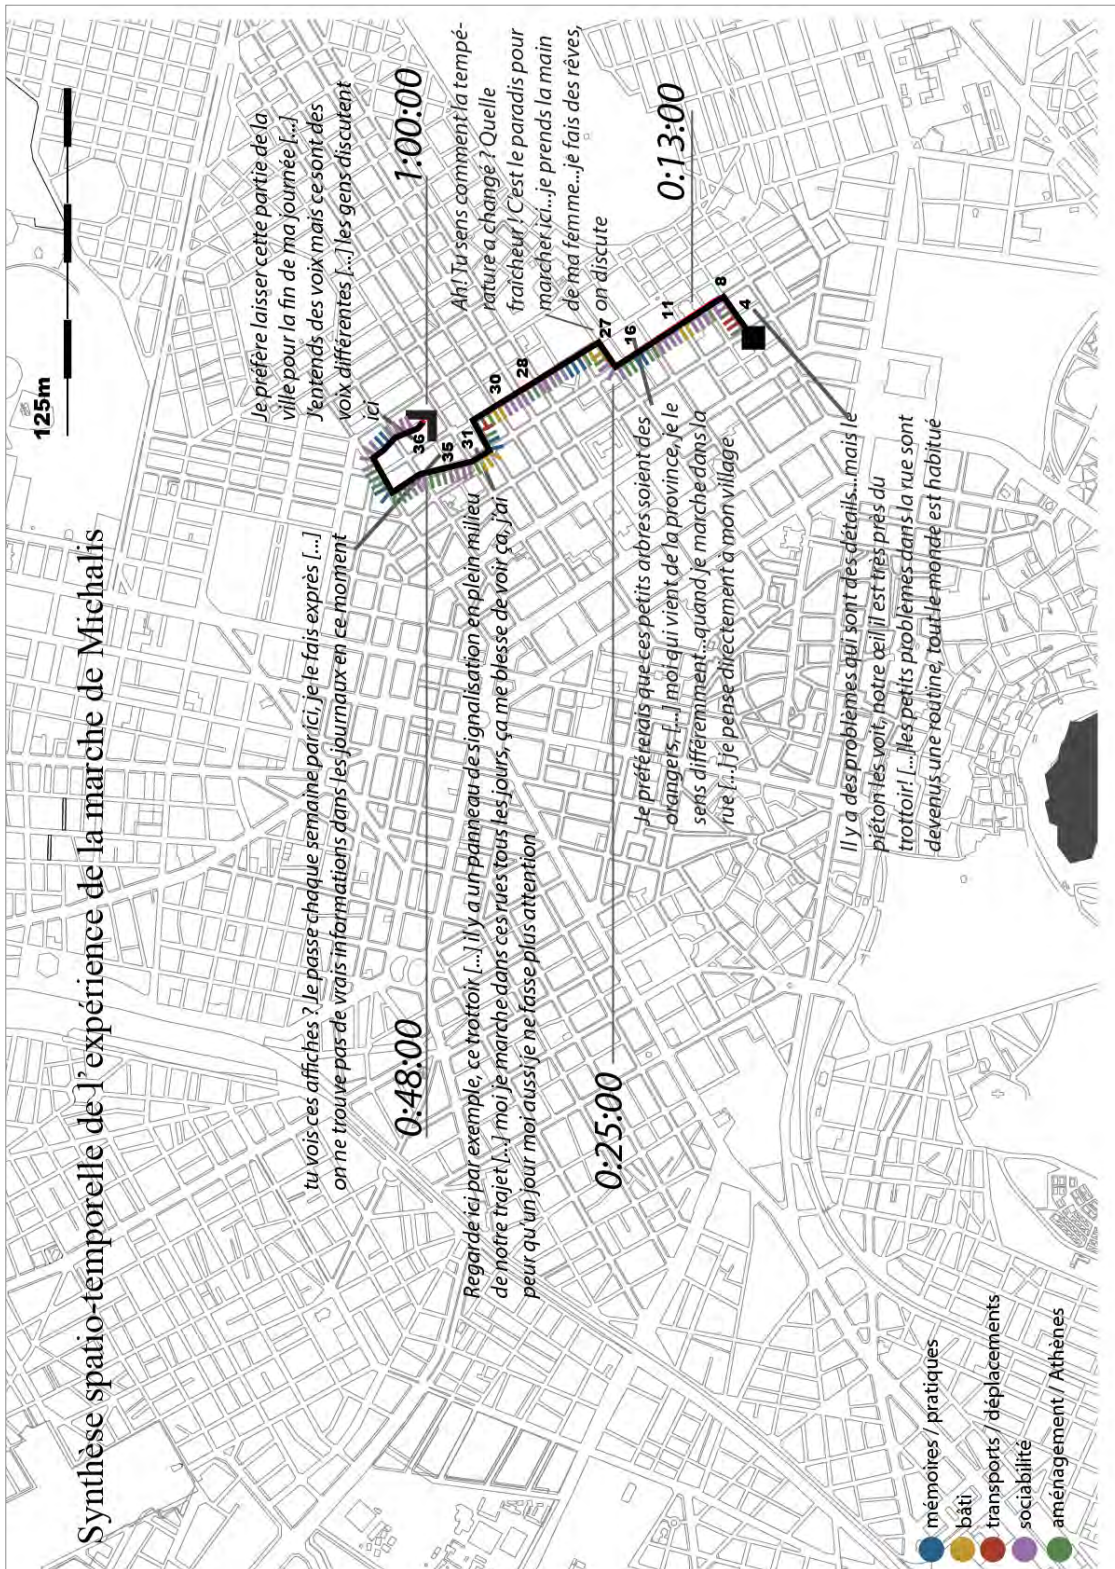 Synthèse spatio-temporelle de l'expérience de la marche de Michalis
125m
Je préfère laisser cette partie de la
ville pour la fin de ma journée [...]
J'entends des voix mais ce sont des
voix différentes [...] les gens discutent
ici
1:00:00
tu vois ces affiches ? Je passe chaque semaine par ici, je le fais exprès [...]
on ne trouve pas de vrais informations dans les journaux en ce moment
0:48:00
Ah! Tu sens comment la tempé-
rature a changé ? Quelle
fraicheur ! C'est le paradis pour
marcher ici...je prends la main
de ma femme...je fais des rêves,
on discute
Regarde ici par exemple, ce trottoir [...] il y a un panneau de signalisation en plein milieu
de notre trajet [...] moi je marche dans ces rues tous les jours, ça me blesse de voir ça, j'ai
peur qu'un jour moi aussi je ne fasse plus attention
0:25:00
0:13:00
Je préférerais que ces petits arbres soient des
orangers, [...] moi qui vient de la province, je le
sens différemment...quand je marche dans la
rue [...] je pense directement à mon village
Il y a des problèmes qui sont des détails...mais le
piéton les voit, notre œil il est très près du
trottoir! [...] les petits problèmes dans la rue sont
devenus une routine, tout le monde est habitué
36
35
31
30
28
27
16
11
8
4
mémoires / pratiques
bâti
transports / déplacements
sociabilité
aménagement / Athènes